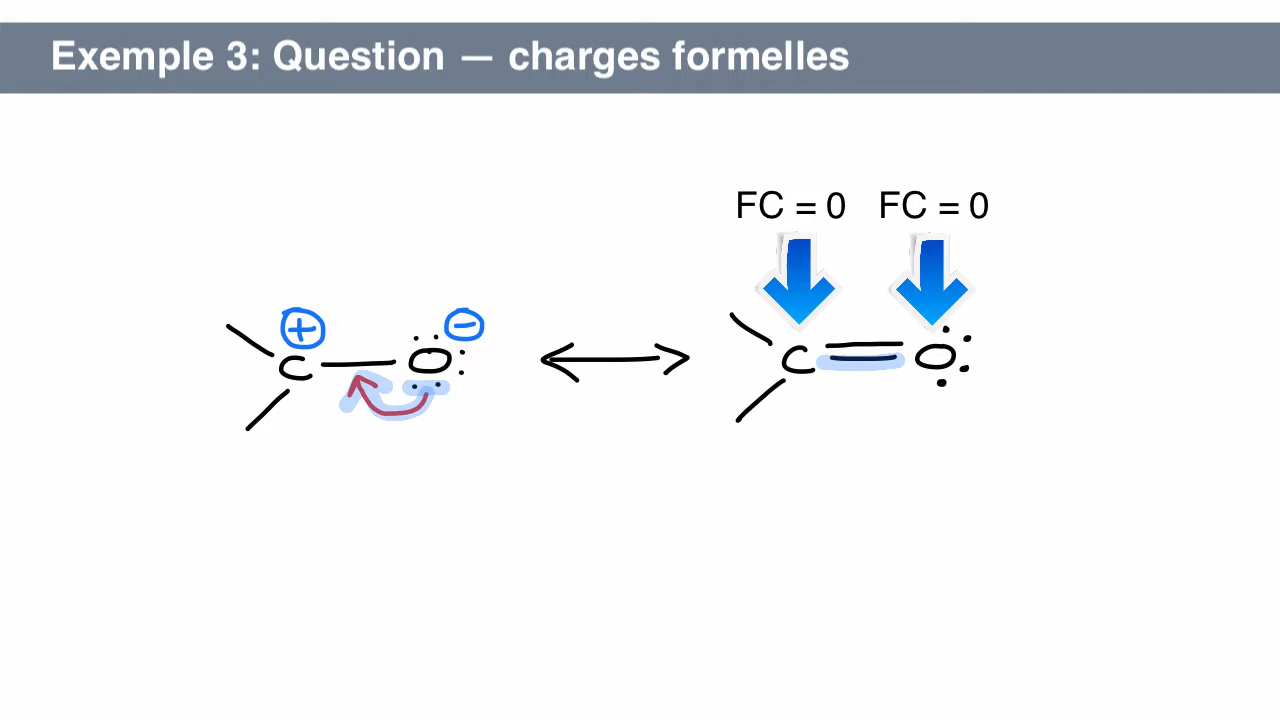 Exemple 3: Question — charges formelles
FC = 0 FC = 0
C O + −
C O